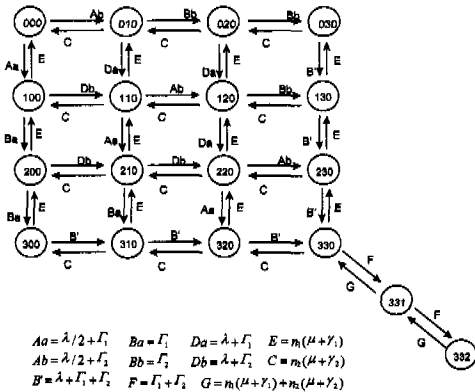 000 Ab 010 Bb 020 Bb 030
C C C
Aa E Da E Da E B' E
100 Db 110 Ab 120 Bb 130
C C C
Ba E Aa E Da E B' E
200 Db 210 Db 220 Ab 230
C C C
Ba E Ba E Aa E B' E
300 B' 310 B' 320 B' 330
C C C
F
G
331
F
G
332
Aa = λ/2+Γ₁ Ba = Γ₁ Da = λ+Γ₁ E = n₁(μ+γ₁)
Ab = λ/2+Γ₂ Bb = Γ₂ Db = λ+Γ₂ C = n₂(μ+γ₂)
B' = λ+Γ₁+Γ₂ F = Γ₁+Γ₂ G = n₁(μ+γ₁)+n₂(μ+γ₂)